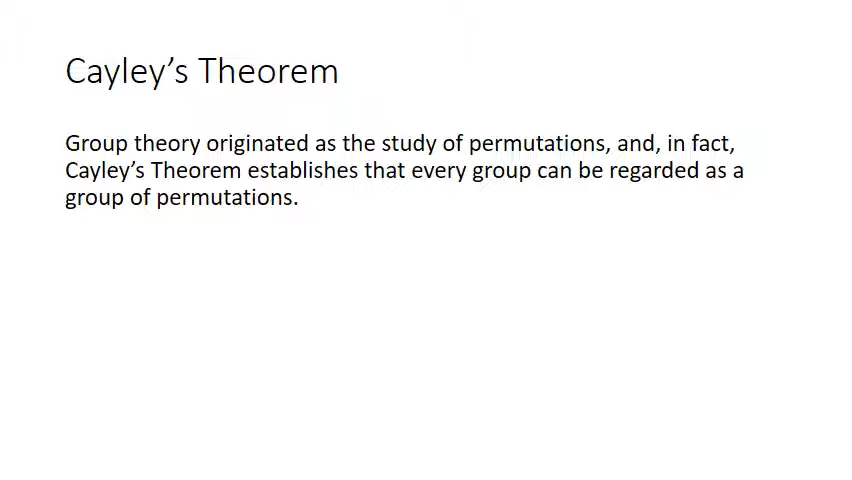 Cayley’s Theorem
Group theory originated as the study of permutations, and, in fact,
Cayley’s Theorem establishes that every group can be regarded as a
group of permutations.